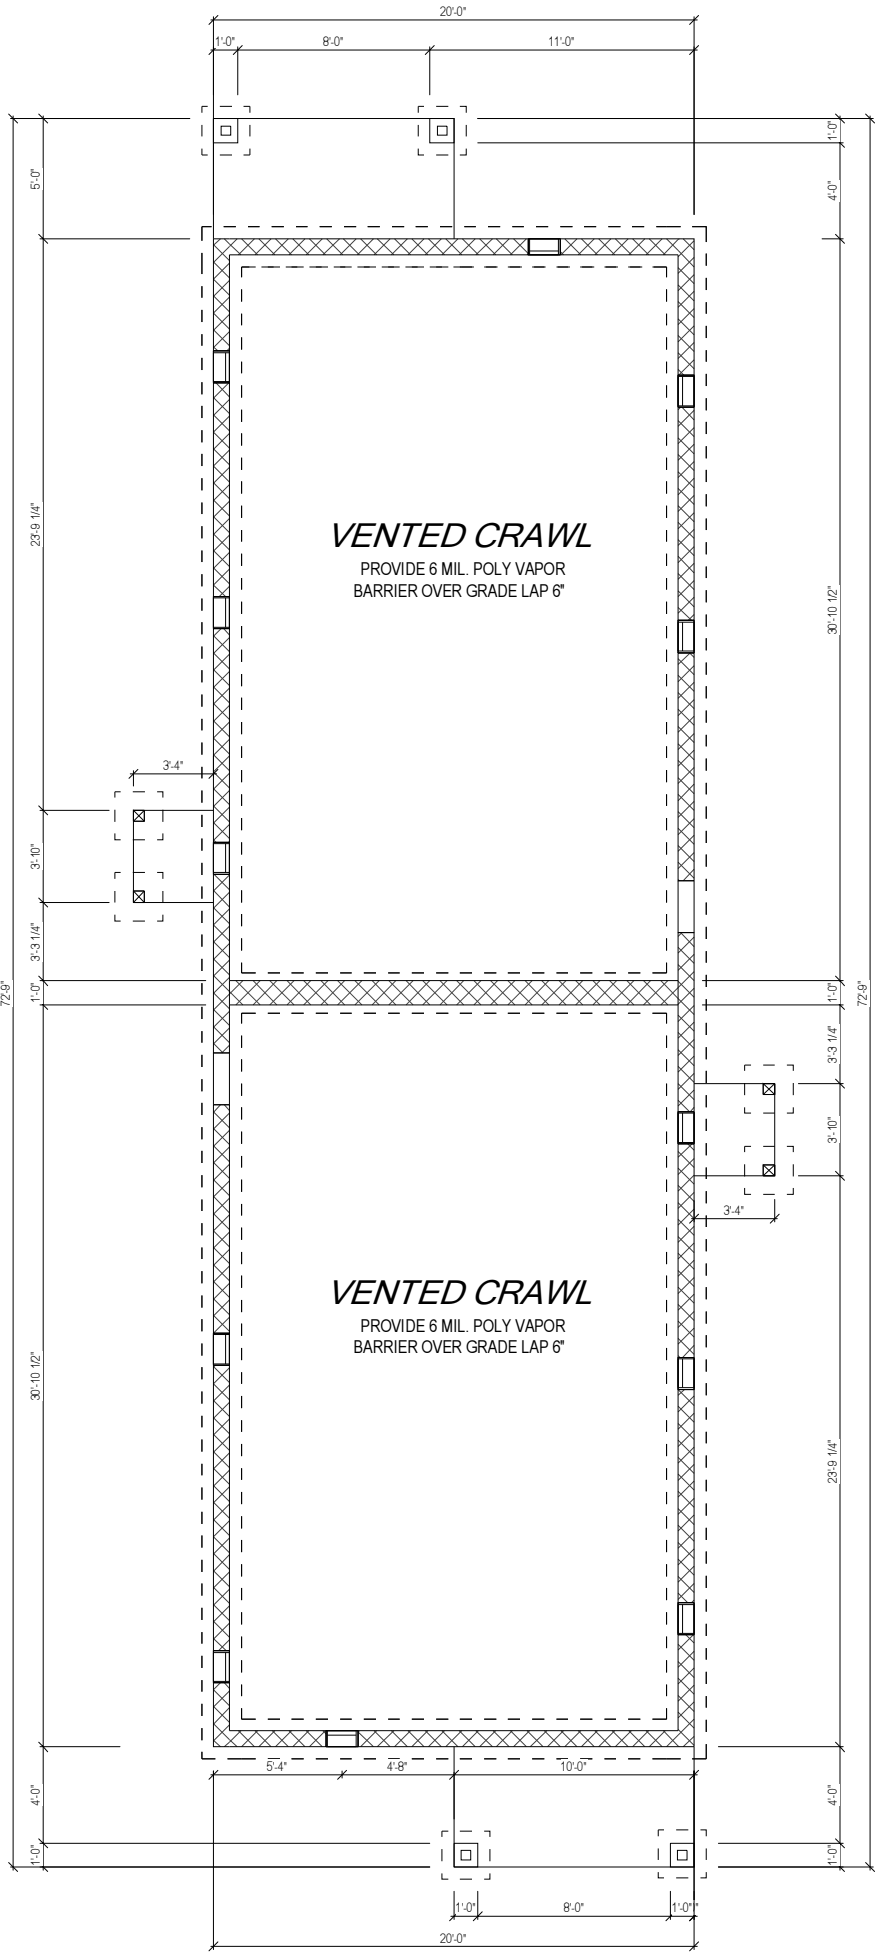 20'-0"
1'-0" 8'-0" 11'-0"
5'-0"
1'-0"
4'-0"
23'-9 1/4"
30'-10 1/2"
VENTED CRAWL
PROVIDE 6 MIL. POLY VAPOR
BARRIER OVER GRADE LAP 6"
3'-4"
3'-10"
3'-3 1/4"
72'-9"
1'-0"
1'-0"
72'-9"
3'-3 1/4"
3'-10"
3'-4"
VENTED CRAWL
PROVIDE 6 MIL. POLY VAPOR
BARRIER OVER GRADE LAP 6"
30'-10 1/2"
23'-9 1/4"
5'-4" 4'-8" 10'-0"
4'-0"
4'-0"
1'-0"
1'-0"
1'-0" 8'-0" 1'-0"
20'-0"